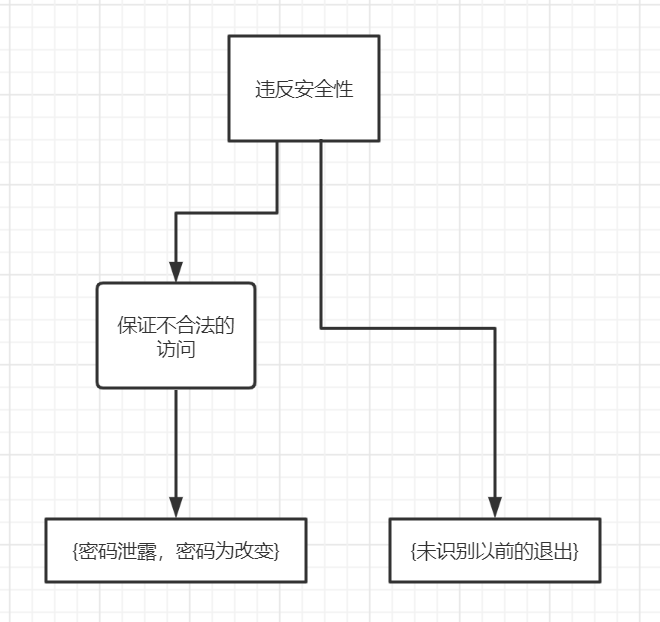 违反安全性
保证不合法的
访问
{密码泄露，密码为改变}
{未识别以前的退出}